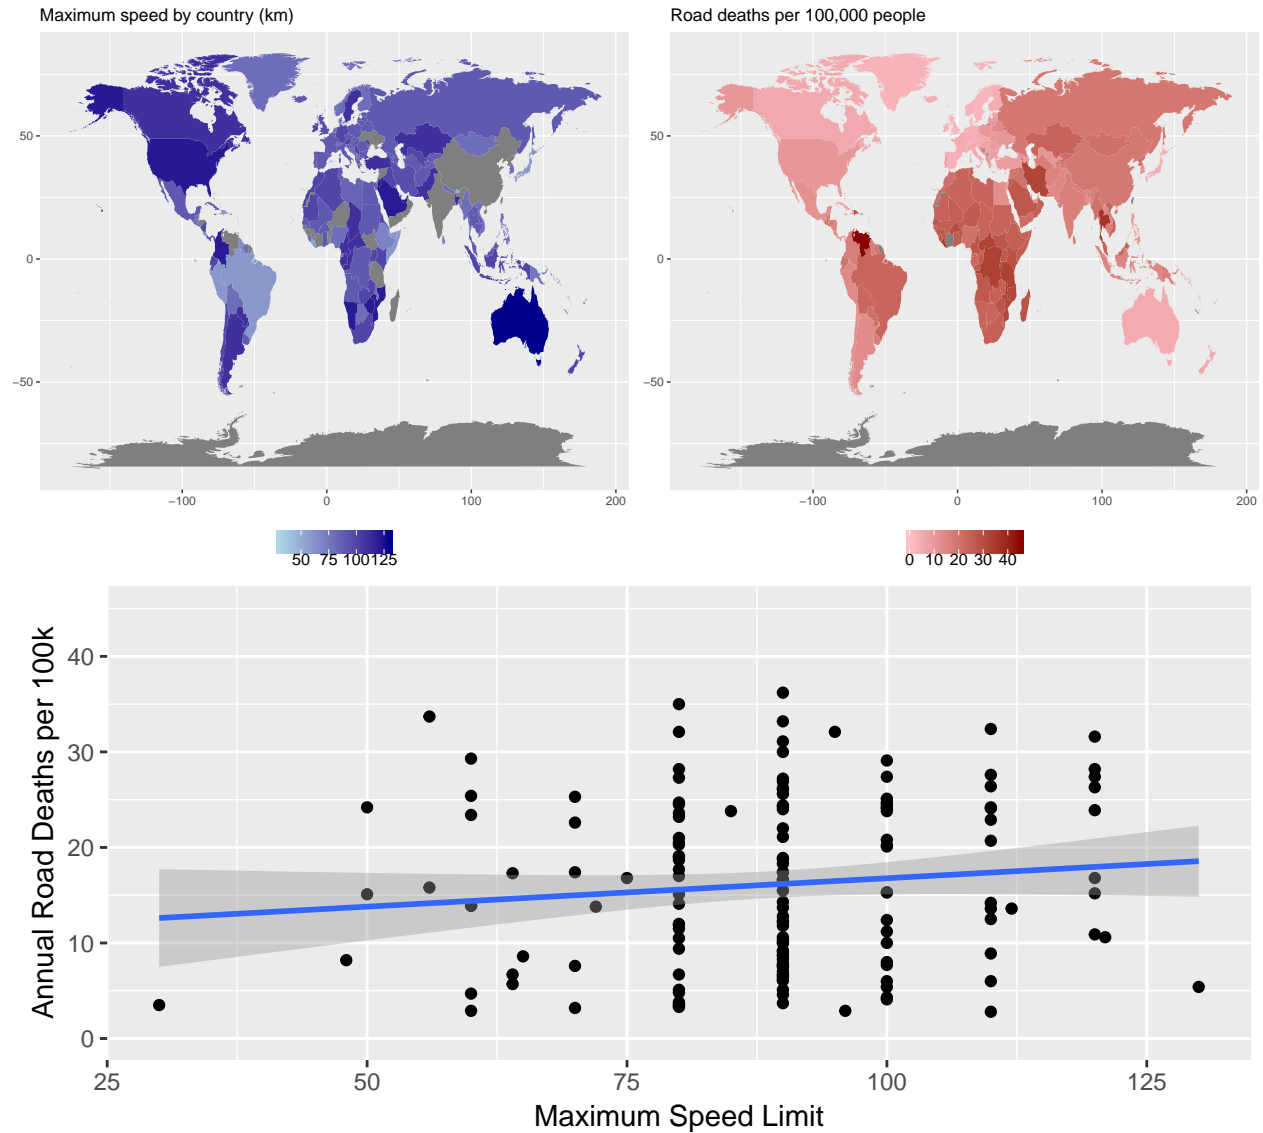 Maximum speed by country (km)
Road deaths per 100,000 people
50
0
−50
−100 0 100 200
50
0
−50
−100 0 100 200
50 75 100 125
0 10 20 30 40
Annual Road Deaths per 100k
40
30
20
10
0
25 50 75 100 125
Maximum Speed Limit